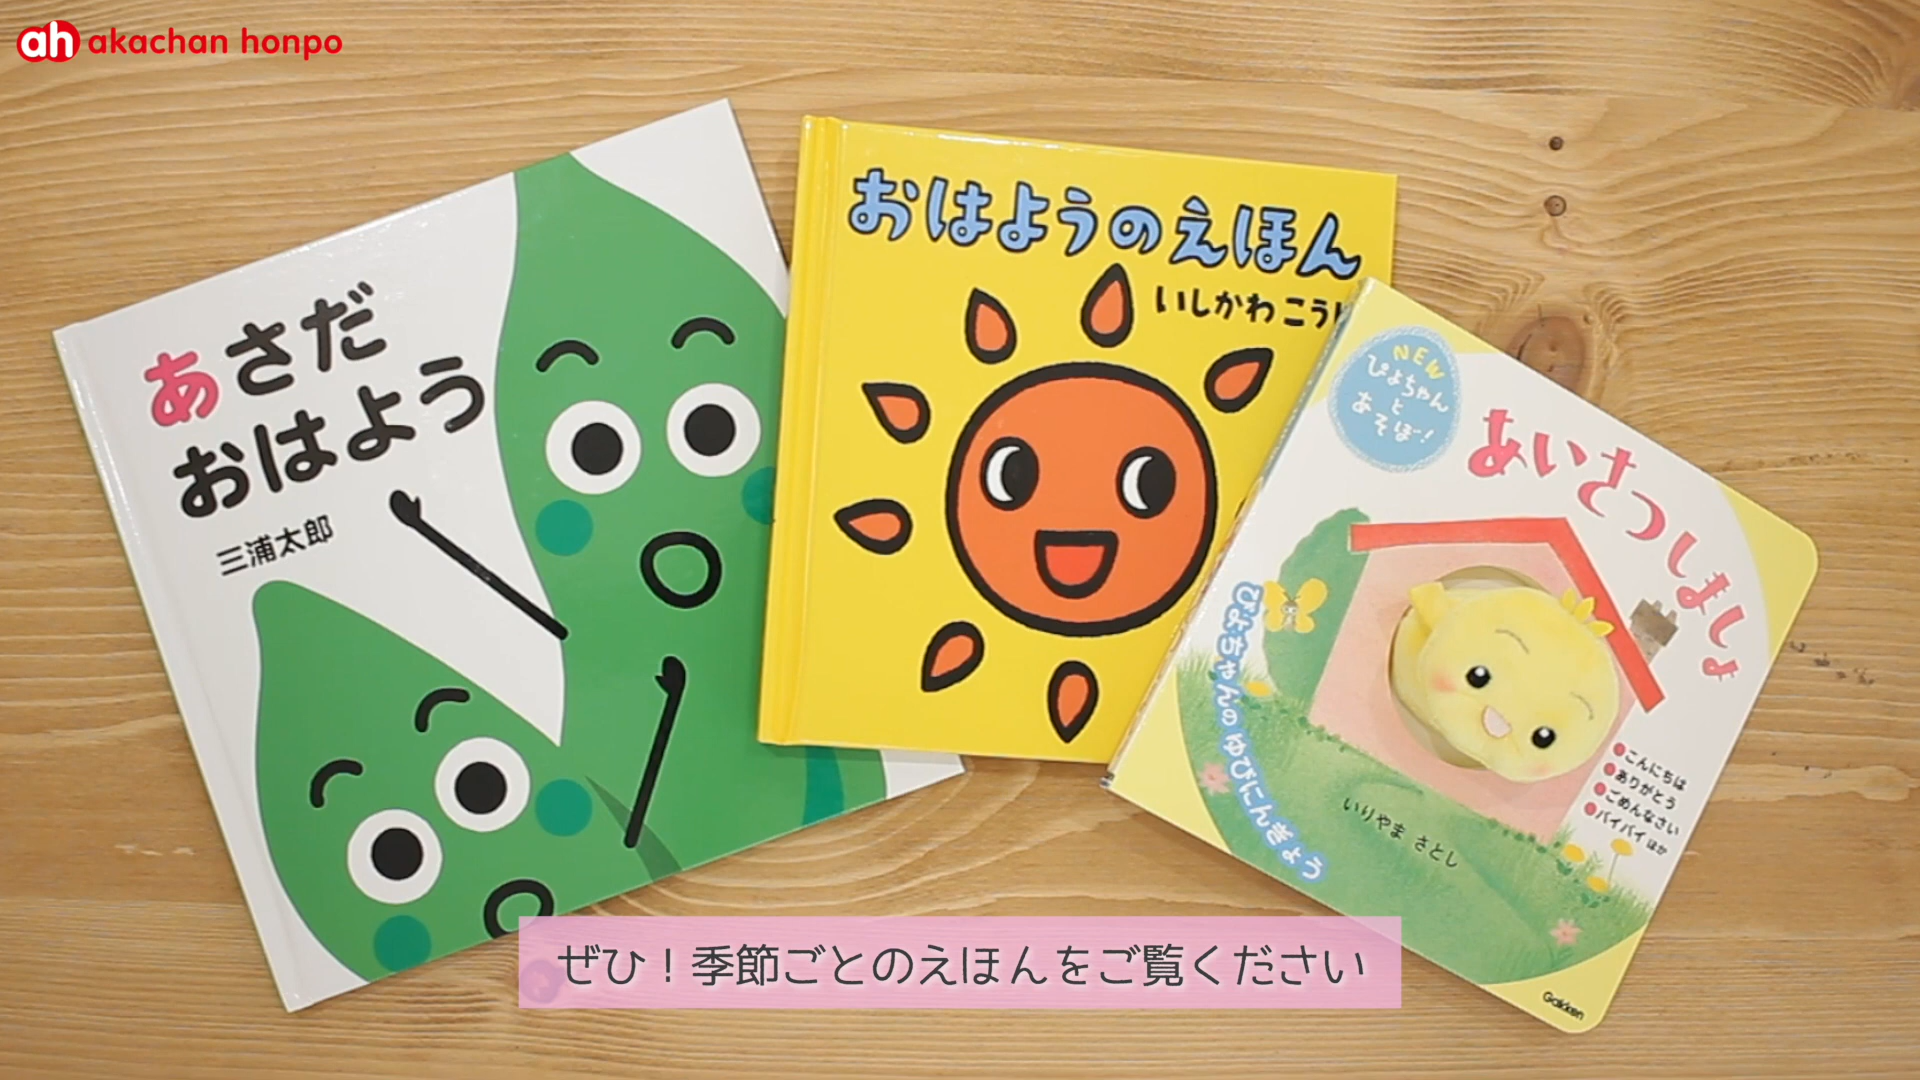 ah akachan honpo
あさだ
おはよう
三浦太郎
おはようのえほん
いしかわ こう
NEW
ぴよちゃん
と
あそぼ!
あいさつしましょ
ぴよちゃんの ゆびにんぎょう
こんにちは
ありがとう
ごめんなさい
バイバイ ほか
いりやま さとし
Gakken
ぜひ！季節ごとのえほんをご覧ください